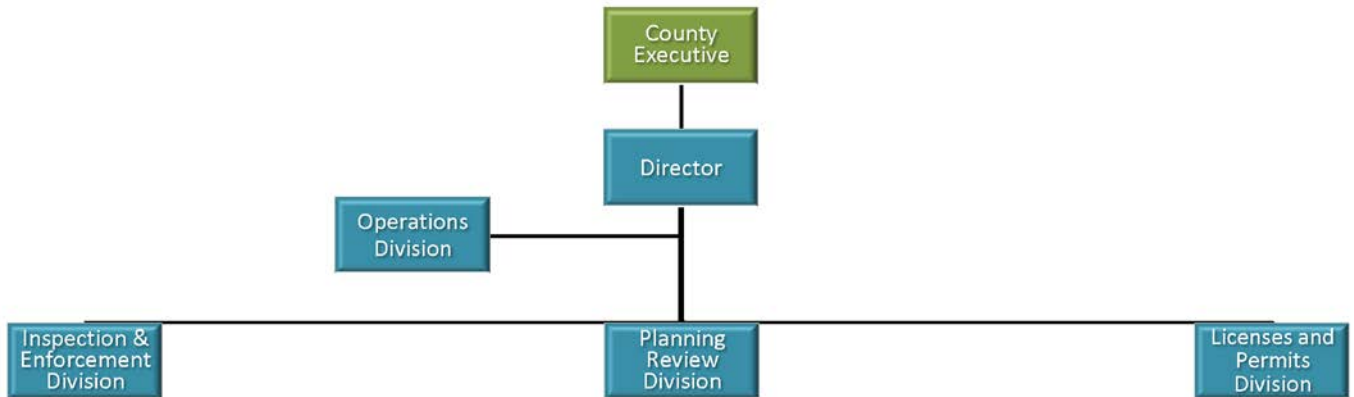 County
Executive
Director
Operations
Division
Inspection &
Enforcement
Division
Planning
Review
Division
Licenses and
Permits
Division